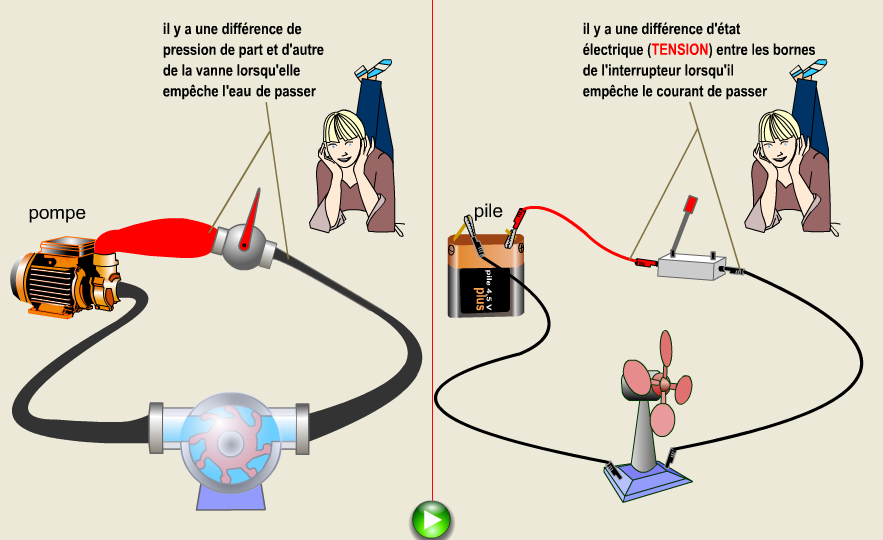 il y a une différence de
pression de part et d'autre
de la vanne lorsqu'elle
empêche l'eau de passer
pompe
il y a une différence d'état
électrique (TENSION) entre les bornes
de l'interrupteur lorsqu'il
empêche le courant de passer
pile
pile 4,5 V
plus